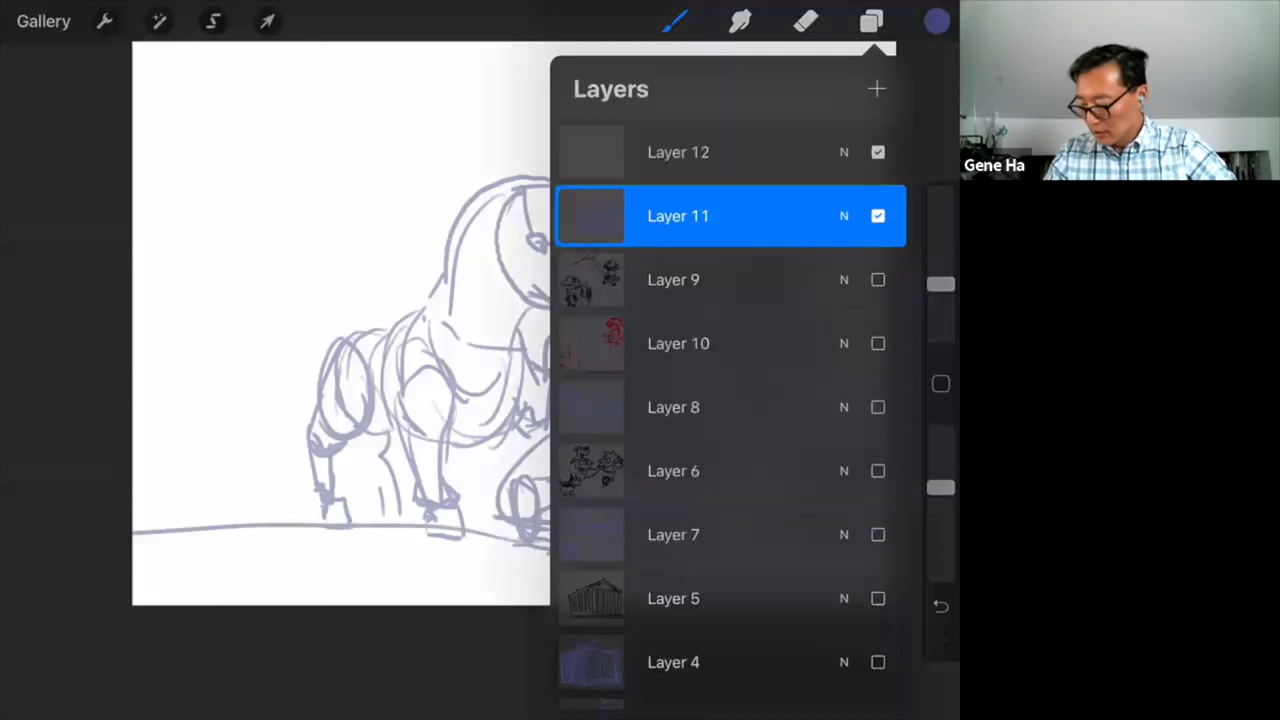 Gallery
Layers
Layer 12 N
Layer 11 N
Layer 9 N
Layer 10 N
Layer 8 N
Layer 6 N
Layer 7 N
Layer 5 N
Layer 4 N
Gene Ha